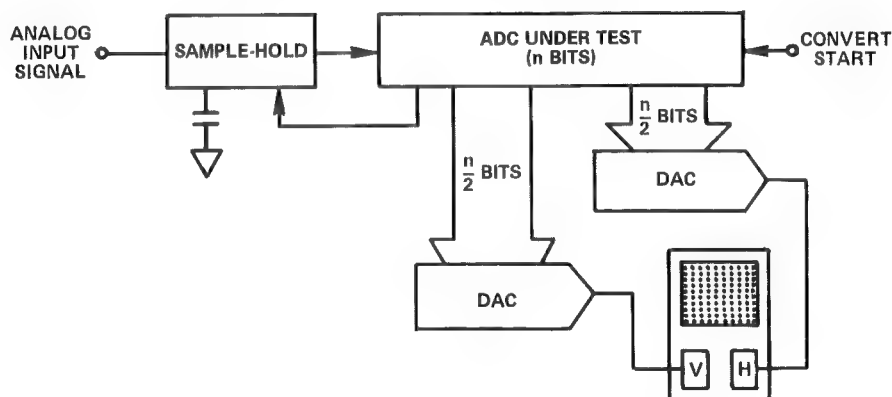 ANALOG
INPUT
SIGNAL
SAMPLE-HOLD
ADC UNDER TEST
(n BITS)
CONVERT
START
n/2 BITS
n/2 BITS
DAC
DAC
V
H